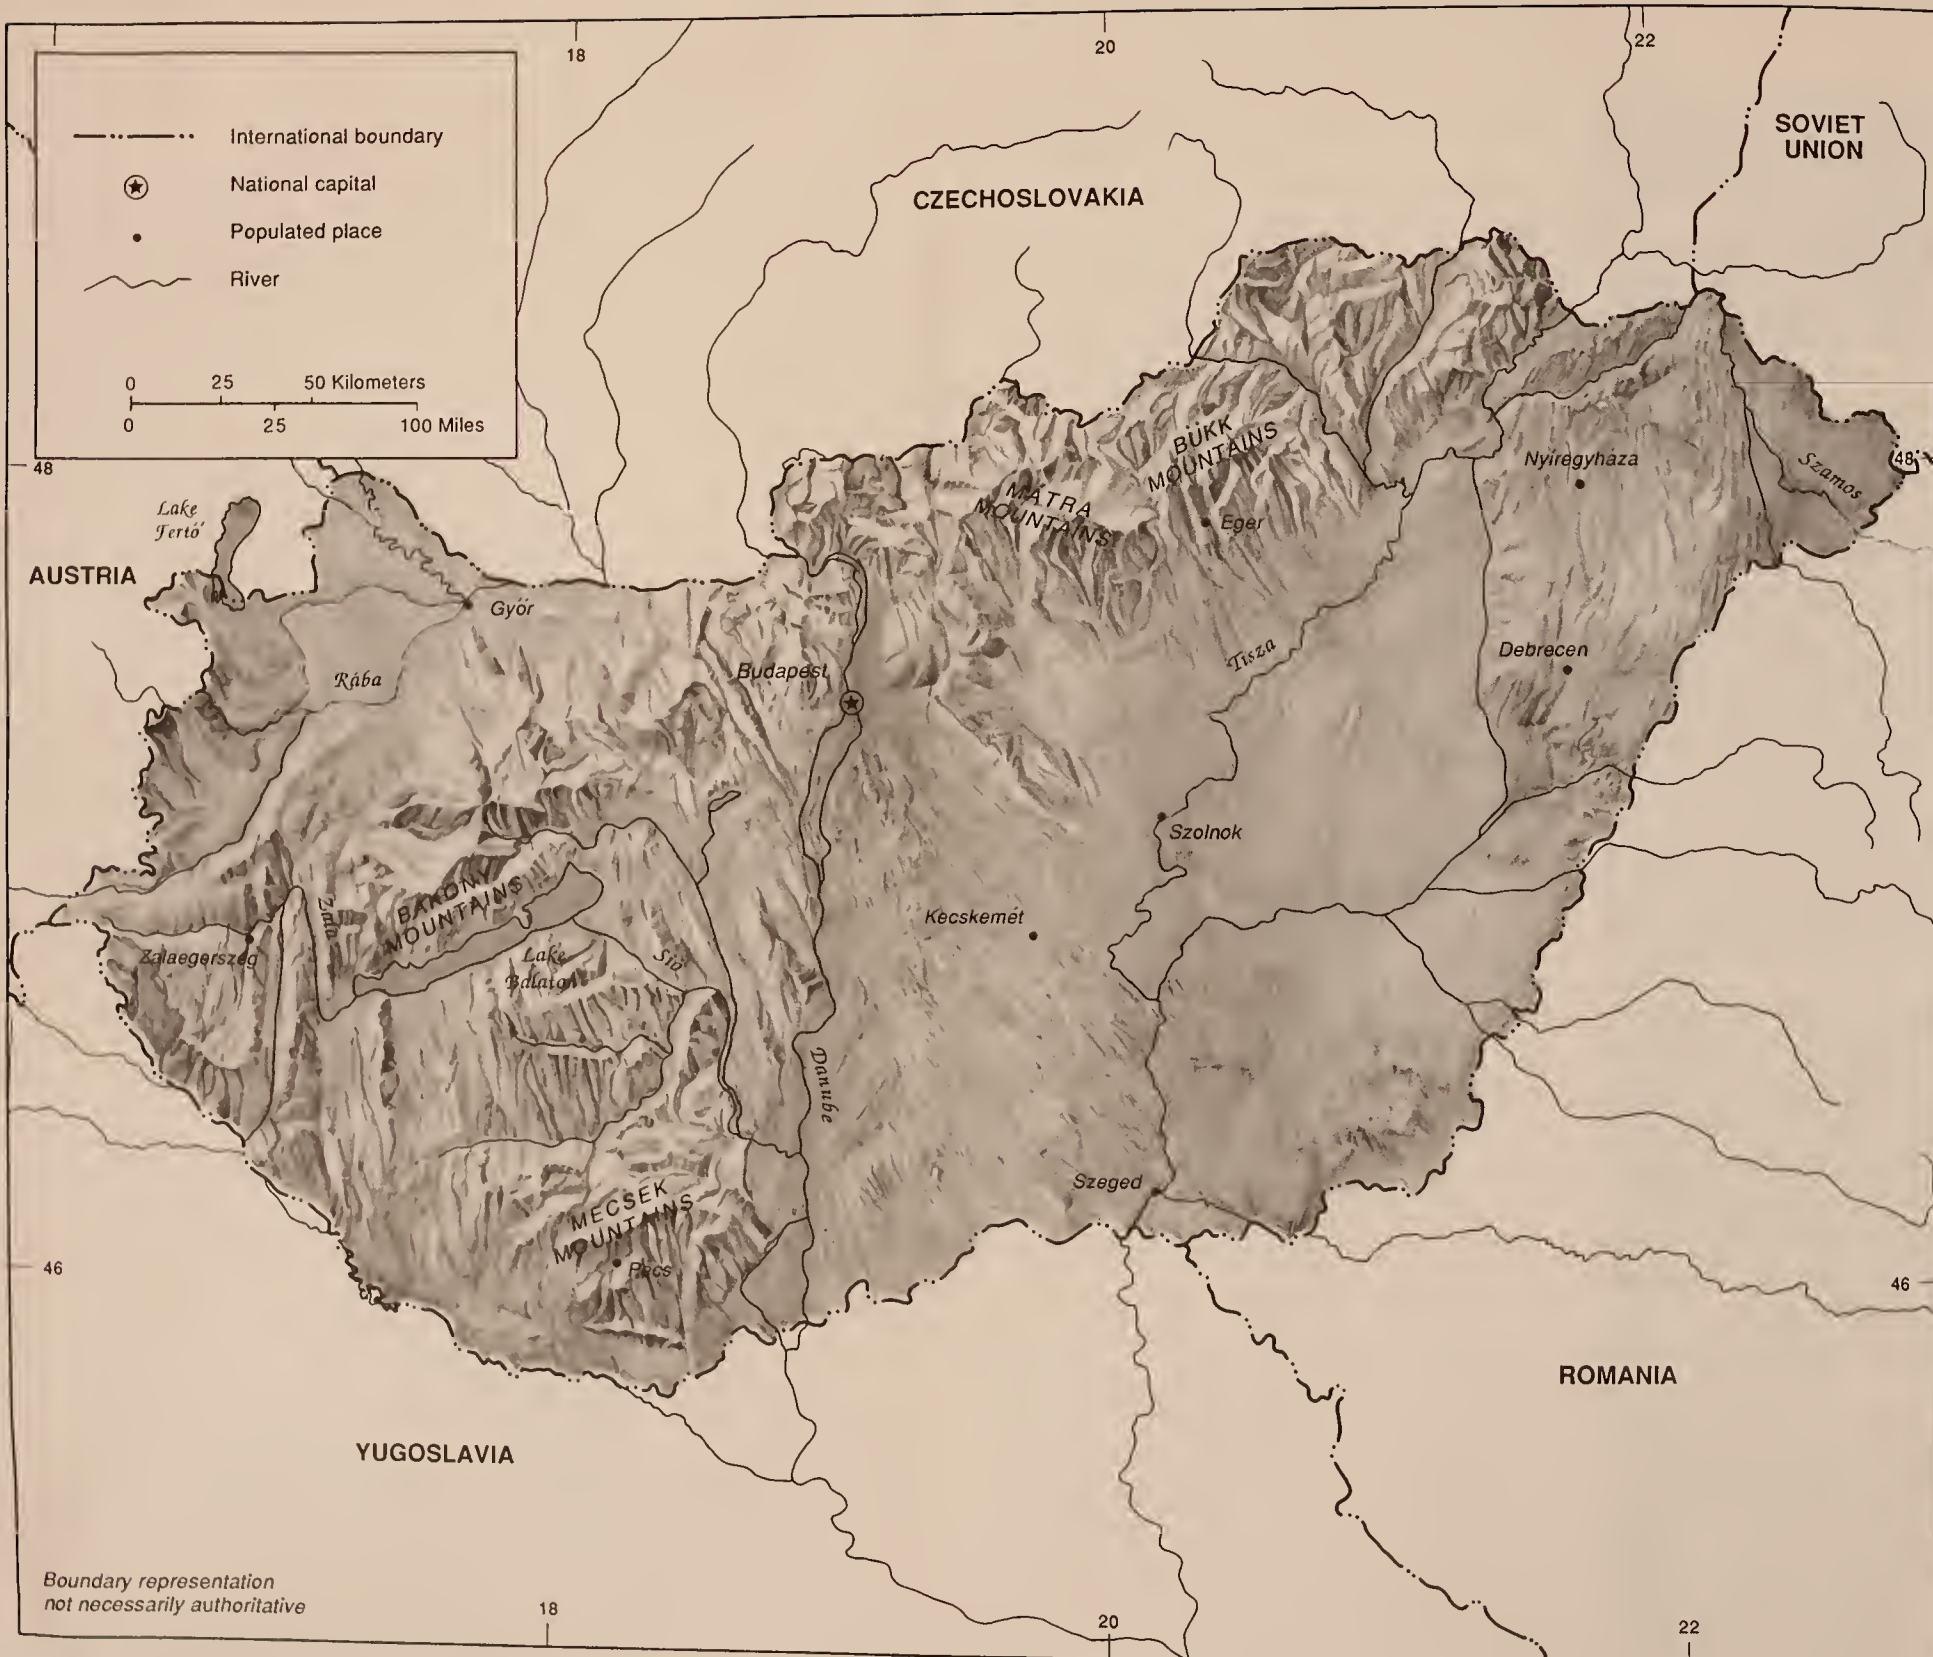 18
20
22
International boundary
National capital
Populated place
River
0 25 50 Kilometers
0 25 100 Miles
SOVIET
UNION
CZECHOSLOVAKIA
48
48
Lake
Fertő
AUSTRIA
BÜKK
MOUNTAINS
MÁTRA
MOUNTAINS
Eger
Nyíregyháza
Szamos
Győr
Rába
Budapest
Tisza
Debrecen
Szolnok
BAKONY
MOUNTAINS
Zala
Zalaegerszeg
Lake
Balaton
Sió
Kecskemét
Danube
Szeged
MECSEK
MOUNTAINS
Pécs
46
46
ROMANIA
YUGOSLAVIA
Boundary representation
not necessarily authoritative
18
20
22